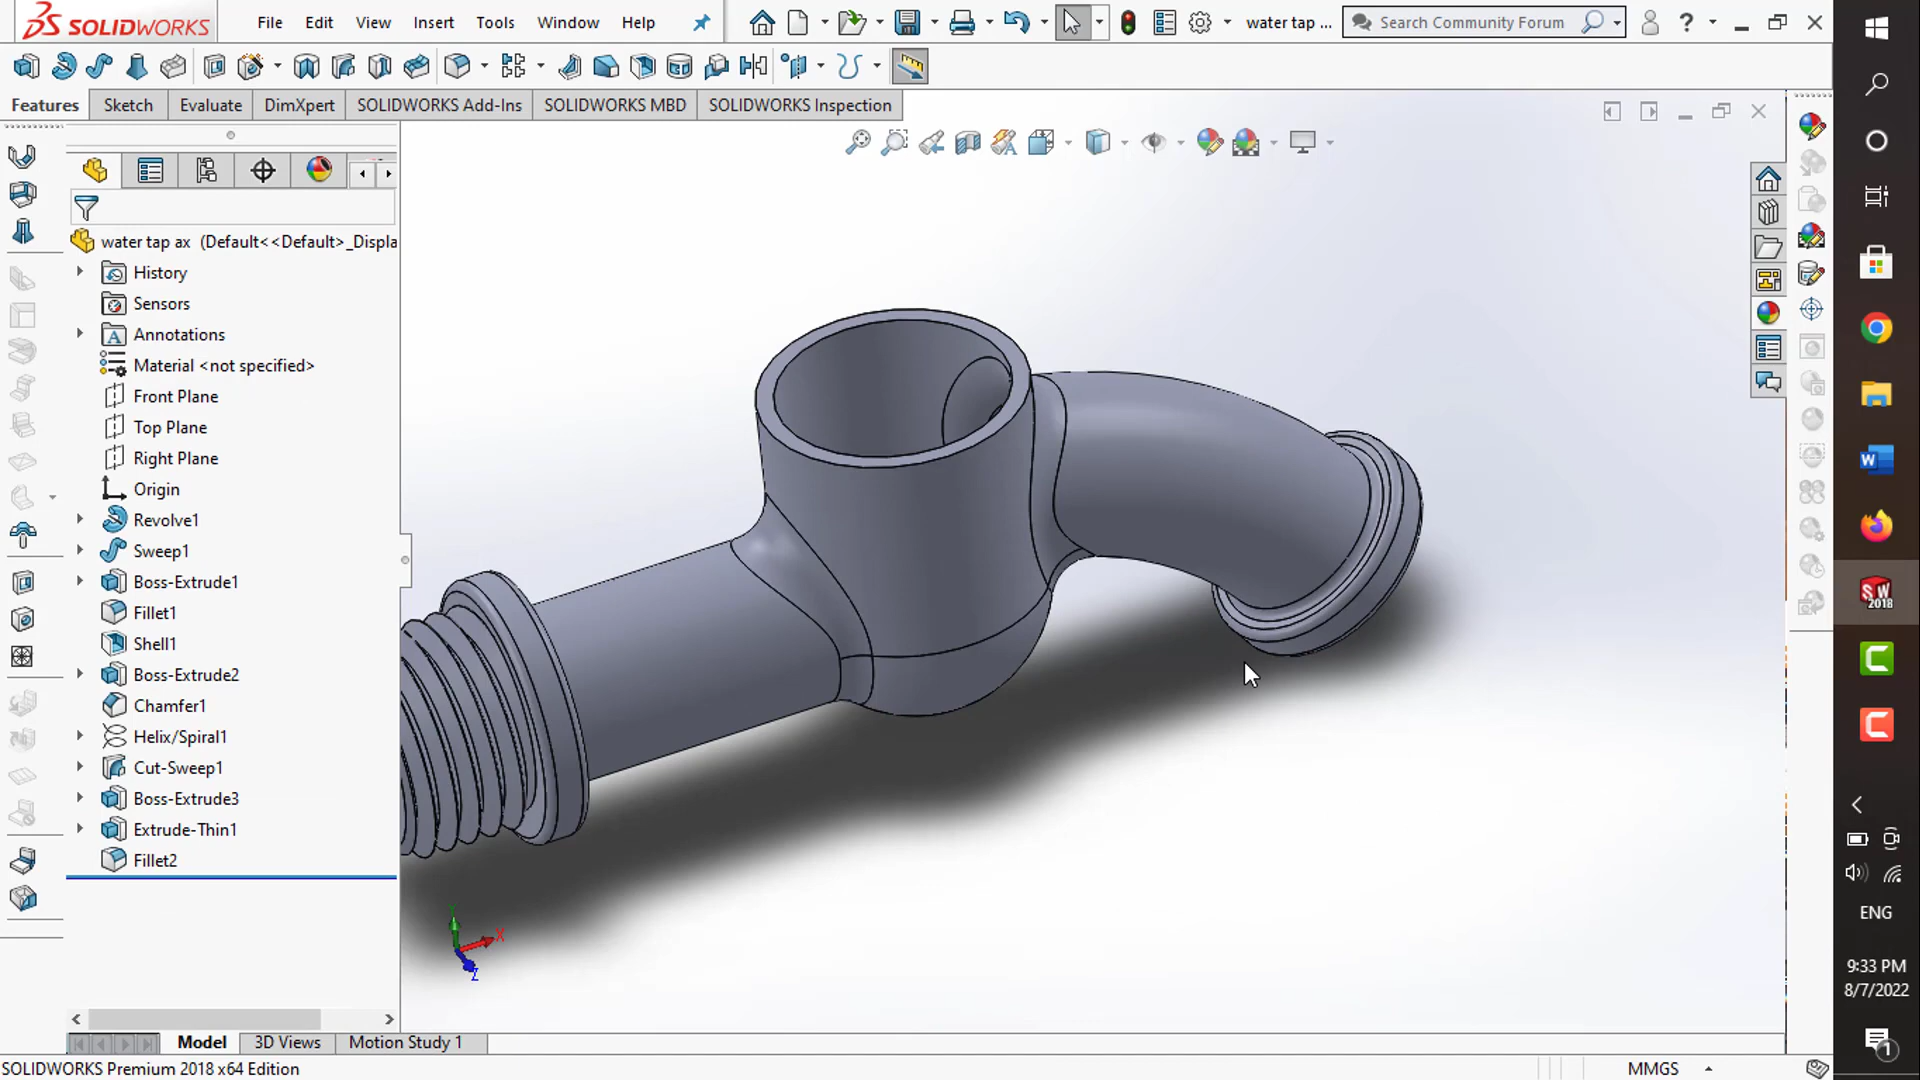 SOLIDWORKS File Edit View Insert Tools Window Help water tap ... Search Community Forum ?
Features Sketch Evaluate DimXpert SOLIDWORKS Add-Ins SOLIDWORKS MBD SOLIDWORKS Inspection
water tap ax (Default<<Default>_Displa
History
Sensors
Annotations
Material <not specified>
Front Plane
Top Plane
Right Plane
Origin
Revolve1
Sweep1
Boss-Extrude1
Fillet1
Shell1
Boss-Extrude2
Chamfer1
Helix/Spiral1
Cut-Sweep1
Boss-Extrude3
Extrude-Thin1
Fillet2
Y
X
Z
Model 3D Views Motion Study 1
SOLIDWORKS Premium 2018 x64 Edition
MMGS
W
SW
2018
C
C
ENG
9:33 PM
8/7/2022
1